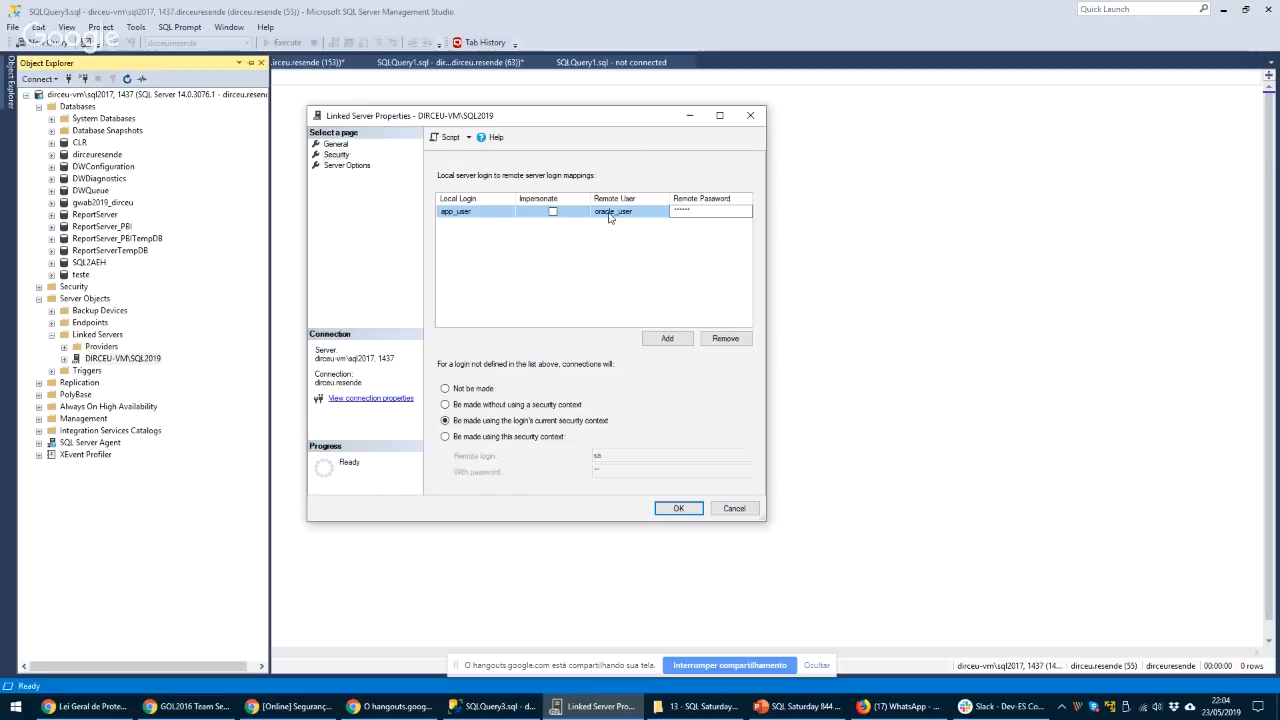 SQLQuery3.sql - dirceu-vm\sql2017, 1437.dirceuresende (dirceu.resende (55)) - Microsoft SQL Server Management Studio
Quick Launch
File Edit View Project Tools SQL Prompt Window Help
Google
New Query
dirceuresende
Execute
Tab History
Object Explorer
Object Explorer
dirceu.resende (153))*
SQLQuery1.sql - dir...dirceu.resende (63))*
SQLQuery1.sql - not connected
Connect
dirceu-vm\sql2017, 1437 (SQL Server 14.0.3076.1 - dirceu.resend
Databases
System Databases
Database Snapshots
CLR
dirceuresende
DWConfiguration
DWDiagnostics
DWQueue
gwab2019_dirceu
ReportServer
ReportServer_PBI
ReportServer_PBITempDB
ReportServerTempDB
SQL2AEH
teste
Security
Server Objects
Backup Devices
Endpoints
Linked Servers
Providers
DIRCEU-VM\SQL2019
Triggers
Replication
PolyBase
Always On High Availability
Management
Integration Services Catalogs
SQL Server Agent
XEvent Profiler
Linked Server Properties - DIRCEU-VM\SQL2019
Select a page
General
Security
Server Options
Script
Help
Local server login to remote server login mappings:
Local Login Impersonate Remote User Remote Password
app_user oracle_user ******
Add Remove
For a login not defined in the list above, connections will:
Not be made
Be made without using a security context
Be made using the login's current security context
Be made using this security context:
Remote login: sa
With password: **
Connection
Server:
dirceu-vm\sql2017, 1437
Connection:
dirceu.resende
View connection properties
Progress
Ready
OK Cancel
O hangouts.google.com está compartilhando sua tela. Interromper compartilhamento Ocultar
dirceu-vm\sql2017, 1437 (14... dirceu.resende (55) dirceuresende 00:00:00 0 rows
Ready
Lei Geral de Prote...
GOL2016 Team Se...
[Online] Seguranç...
O hangouts.goog...
SQLQuery3.sql - d...
Linked Server Pro...
13 - SQL Saturday...
SQL Saturday 844 ...
(17) WhatsApp - ...
Slack - Dev-ES Co...
22:04
23/05/2019